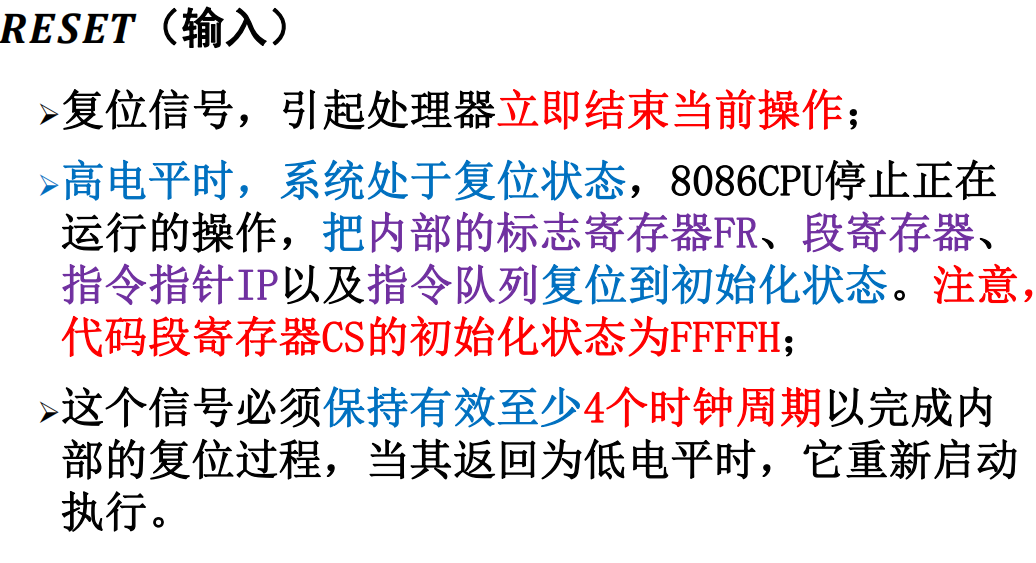 RESET（输入）
➢复位信号，引起处理器立即结束当前操作；
➢高电平时，系统处于复位状态，8086CPU停止正在
运行的操作，把内部的标志寄存器FR、段寄存器、
指令指针IP以及指令队列复位到初始化状态。注意，
代码段寄存器CS的初始化状态为FFFFH；
➢这个信号必须保持有效至少4个时钟周期以完成内
部的复位过程，当其返回为低电平时，它重新启动
执行。